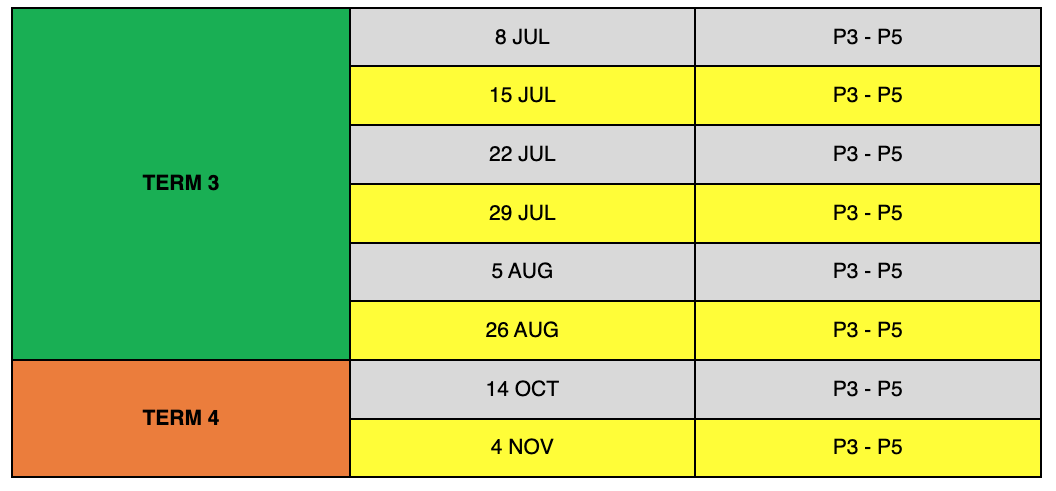 TERM 3
8 JUL P3 - P5
15 JUL P3 - P5
22 JUL P3 - P5
29 JUL P3 - P5
5 AUG P3 - P5
26 AUG P3 - P5
TERM 4
14 OCT P3 - P5
4 NOV P3 - P5